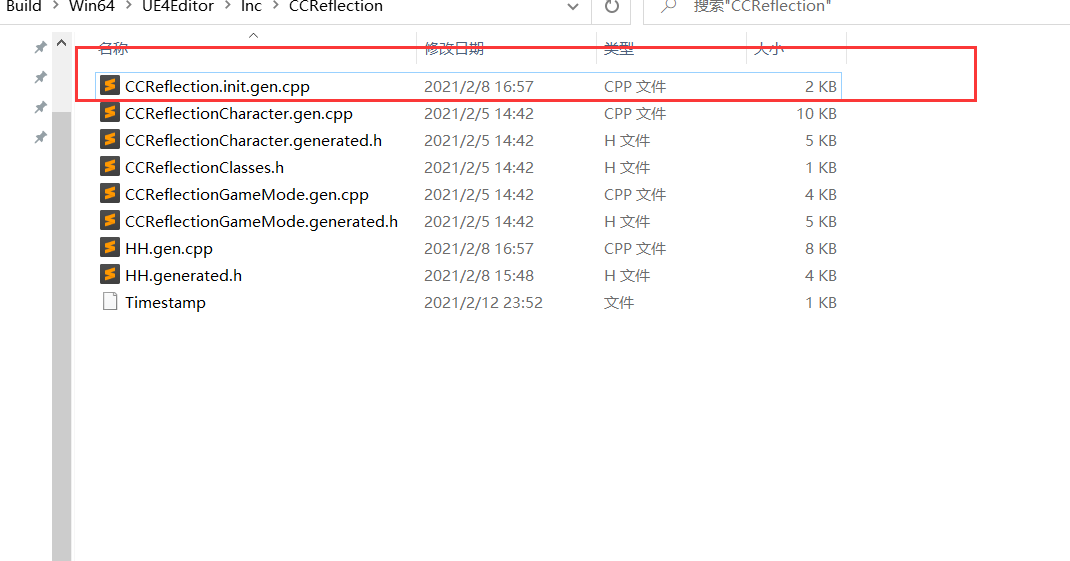 Build > Win64 > UE4Editor > Inc > CCReflection
搜索"CCReflection"
名称 修改日期 类型 大小
CCReflection.init.gen.cpp 2021/2/8 16:57 CPP 文件 2 KB
CCReflectionCharacter.gen.cpp 2021/2/5 14:42 CPP 文件 10 KB
CCReflectionCharacter.generated.h 2021/2/5 14:42 H 文件 5 KB
CCReflectionClasses.h 2021/2/5 14:42 H 文件 1 KB
CCReflectionGameMode.gen.cpp 2021/2/5 14:42 CPP 文件 4 KB
CCReflectionGameMode.generated.h 2021/2/5 14:42 H 文件 5 KB
HH.gen.cpp 2021/2/8 16:57 CPP 文件 8 KB
HH.generated.h 2021/2/8 15:48 H 文件 4 KB
Timestamp 2021/2/12 23:52 文件 1 KB